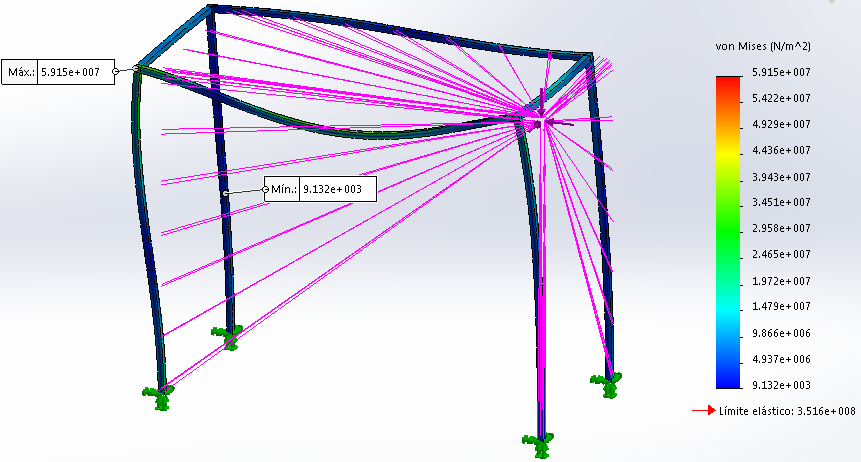 von Mises (N/m^2)
Máx.: 5.915e+007
Mín.: 9.132e+003
5.915e+007
5.422e+007
4.929e+007
4.436e+007
3.943e+007
3.451e+007
2.958e+007
2.465e+007
1.972e+007
1.479e+007
9.866e+006
4.937e+006
9.132e+003
Límite elástico: 3.516e+008